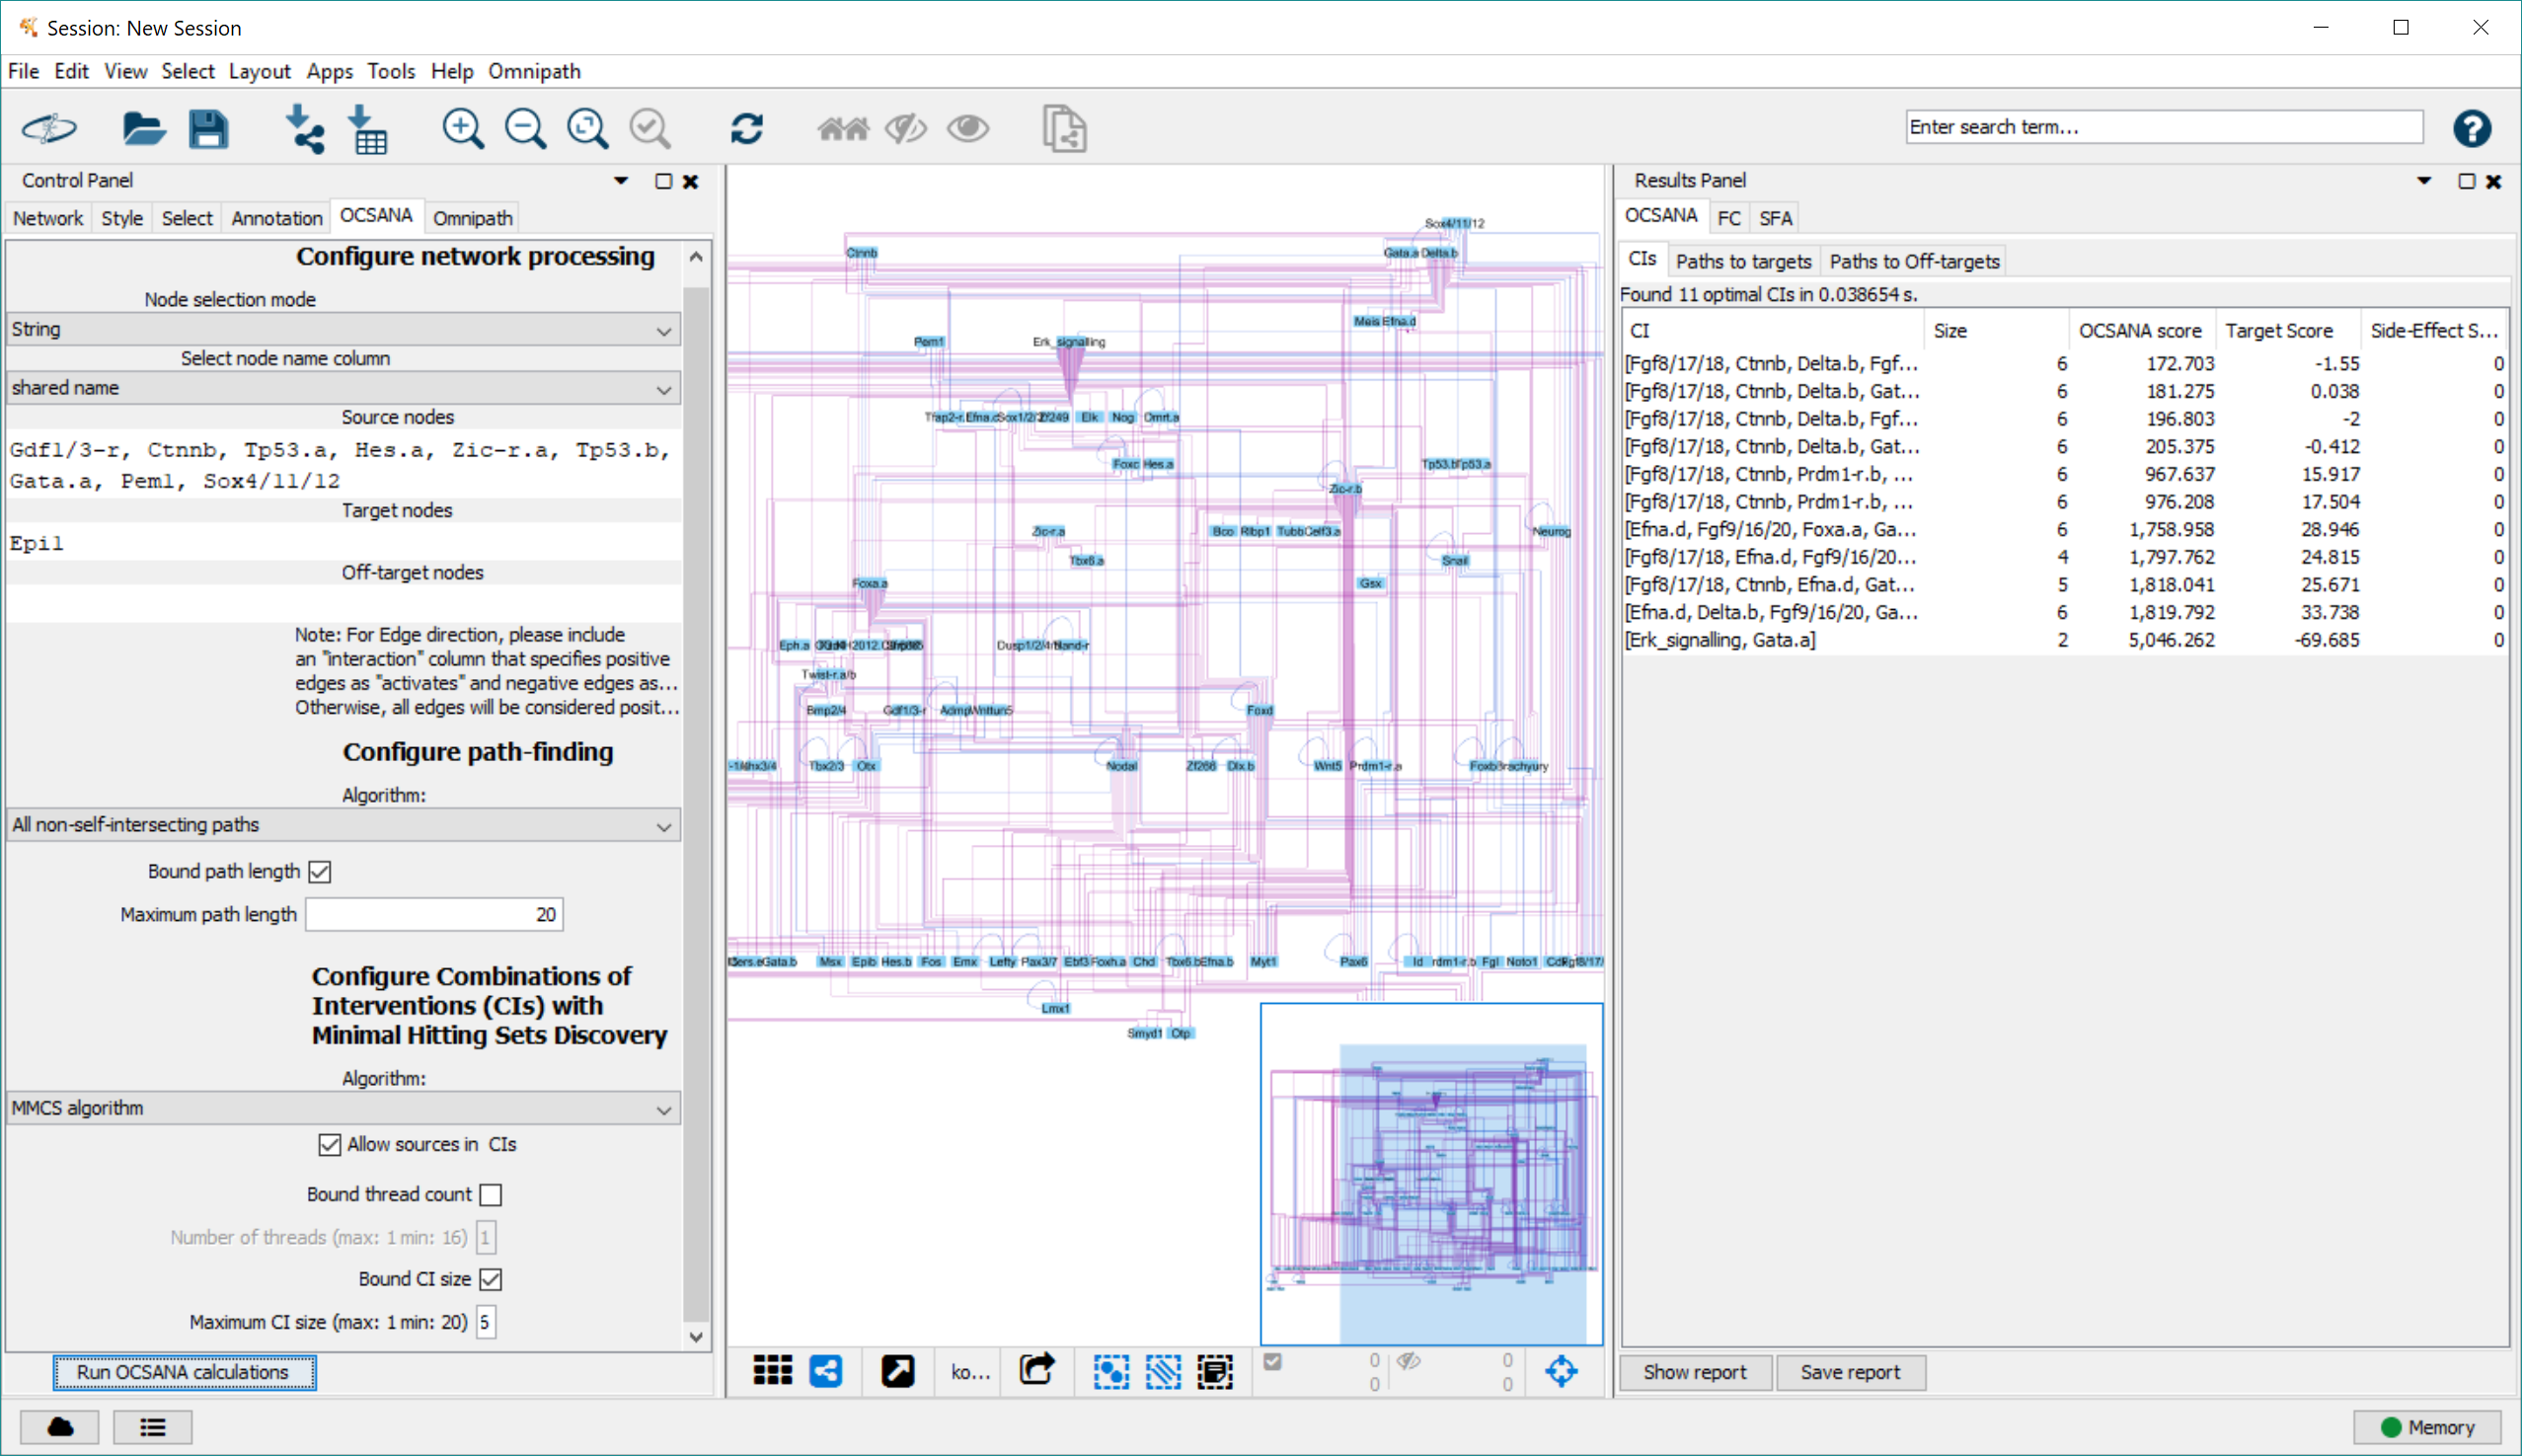 Session: New Session
File Edit View Select Layout Apps Tools Help Omnipath
Enter search term...
Control Panel
Network Style Select Annotation OCSANA Omnipath
Configure network processing
Node selection mode
String
Select node name column
shared name
Source nodes
Gdf1/3-r, Ctnnb, Tp53.a, Hes.a, Zic-r.a, Tp53.b,
Gata.a, Pem1, Sox4/11/12
Target nodes
Epi1
Off-target nodes
Note: For Edge direction, please include
an "interaction" column that specifies positive
edges as "activates" and negative edges as...
Otherwise, all edges will be considered posit...
Configure path-finding
Algorithm:
All non-self-intersecting paths
Bound path length
Maximum path length 20
Configure Combinations of
Interventions (CIs) with
Minimal Hitting Sets Discovery
Algorithm:
MMCS algorithm
Allow sources in CIs
Bound thread count
Number of threads (max: 1 min: 16) 1
Bound CI size
Maximum CI size (max: 1 min: 20) 5
Run OCSANA calculations
Sox4/11/12
Ctnnb Gata.a Delta.b
Meis Efna.d
Pem1 Erk_signalling
Elk Nog Dmrt.a
Foxc Hes.a Tp53.b Tp53.a
Zic-r.b
Zic-r.a Bco Rlbp1 Neurog
Tbx6.a Snail
Foxa.a Gsx
Eph.a
Twist-r.a/b
Bmp2/4 Gdf1/3-r Admp Foxd
Tbx2/3 Otx Nodal Zf266 Dlx.b Wnt5 Prdm1-r.a
Gata.b Msx Epib Hes.b Fos Emx Lefty Pax3/7 Ebf3 Foxh.a Chd Tbx6.b Efna.b Myt1 Pax6 Id rdm1-r.b Fgl Noto1
Lmx1
Smyd1 Otp
ko...
0 0
0 0
Results Panel
OCSANA FC SFA
CIs Paths to targets Paths to Off-targets
Found 11 optimal CIs in 0.038654 s.
CI Size OCSANA score Target Score Side-Effect S...
[Fgf8/17/18, Ctnnb, Delta.b, Fgf... 6 172.703 -1.55 0
[Fgf8/17/18, Ctnnb, Delta.b, Gat... 6 181.275 0.038 0
[Fgf8/17/18, Ctnnb, Delta.b, Fgf... 6 196.803 -2 0
[Fgf8/17/18, Ctnnb, Delta.b, Gat... 6 205.375 -0.412 0
[Fgf8/17/18, Ctnnb, Prdm1-r.b, ... 6 967.637 15.917 0
[Fgf8/17/18, Ctnnb, Prdm1-r.b, ... 6 976.208 17.504 0
[Efna.d, Fgf9/16/20, Foxa.a, Ga... 6 1,758.958 28.946 0
[Fgf8/17/18, Efna.d, Fgf9/16/20... 4 1,797.762 24.815 0
[Fgf8/17/18, Ctnnb, Efna.d, Gat... 5 1,818.041 25.671 0
[Efna.d, Delta.b, Fgf9/16/20, Ga... 6 1,819.792 33.738 0
[Erk_signalling, Gata.a] 2 5,046.262 -69.685 0
Show report Save report
Memory